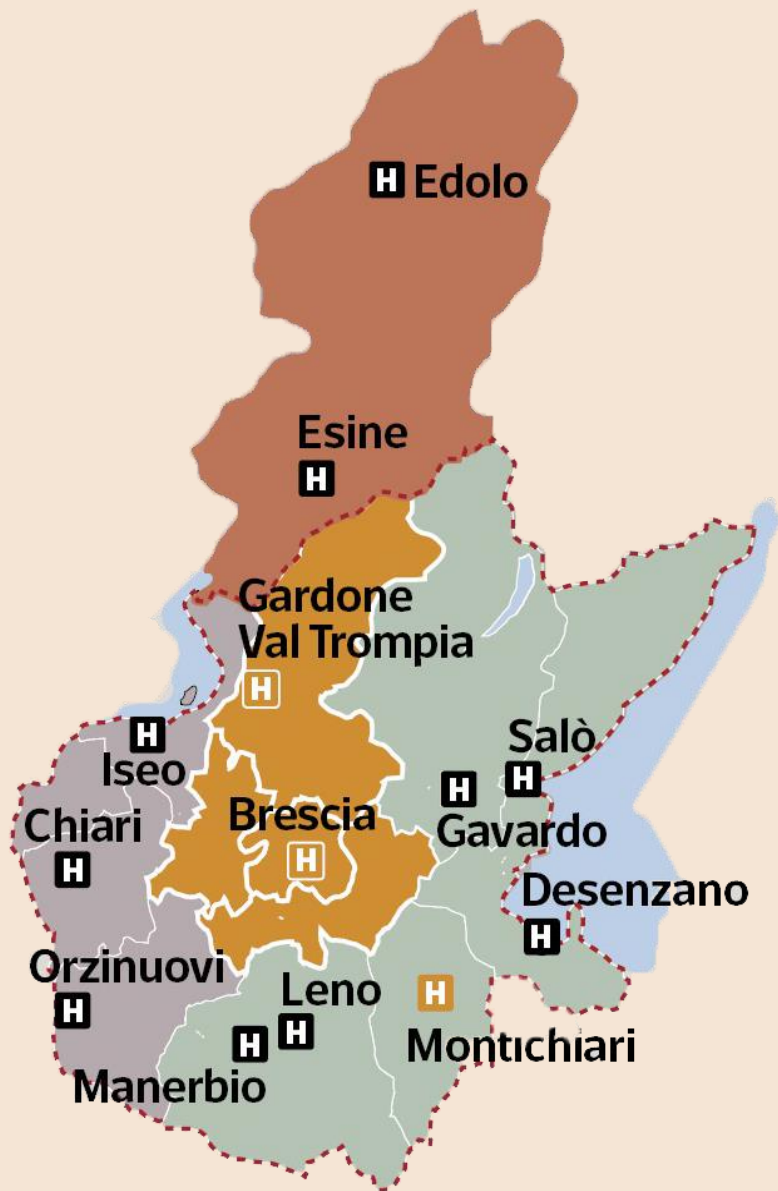 H Edolo
Esine
H
Gardone
Val Trompia
H
H
Iseo
Salò
H
H
Gavardo
Chiari
H
Brescia
H
Desenzano
H
Orzinuovi
H
Leno
H
H
Manerbio
H
Montichiari